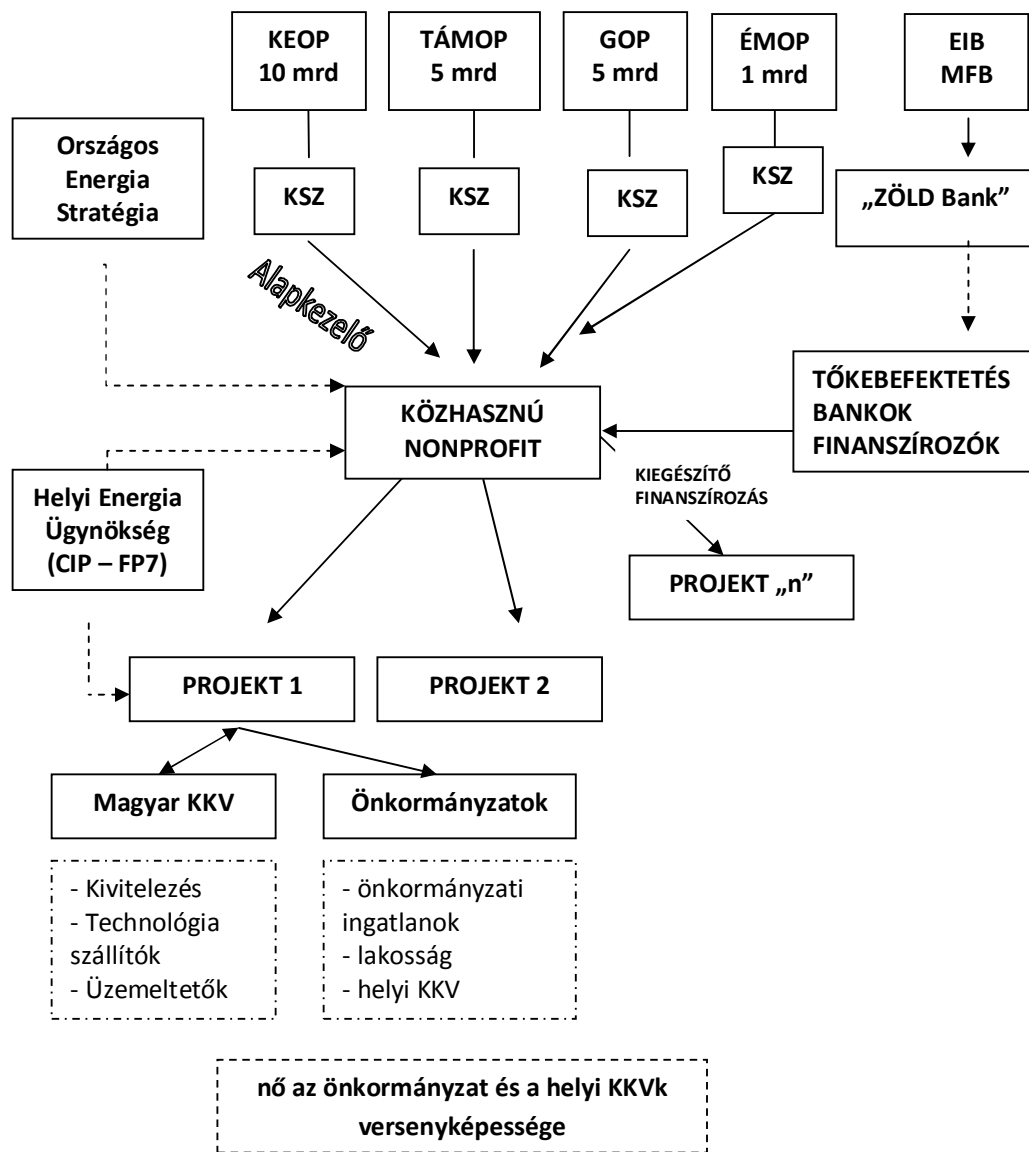 KEOP
10 mrd
TÁMOP
5 mrd
GOP
5 mrd
ÉMOP
1 mrd
EIB
MFB
Országos
Energia
Stratégia
KSZ
KSZ
KSZ
KSZ
„ZÖLD Bank”
Alapkezelő
TŐKEBEFEKTETÉS
BANKOK
FINANSZÍROZÓK
KÖZHASZNÚ
NONPROFIT
KIEGÉSZÍTŐ
FINANSZÍROZÁS
Helyi Energia
Ügynökség
(CIP – FP7)
PROJEKT „n”
PROJEKT 1
PROJEKT 2
Magyar KKV
Önkormányzatok
- Kivitelezés
- Technológia
szállítók
- Üzemeltetők
- önkormányzati
ingatlanok
- lakosság
- helyi KKV
nő az önkormányzat és a helyi KKVk
versenyképessége